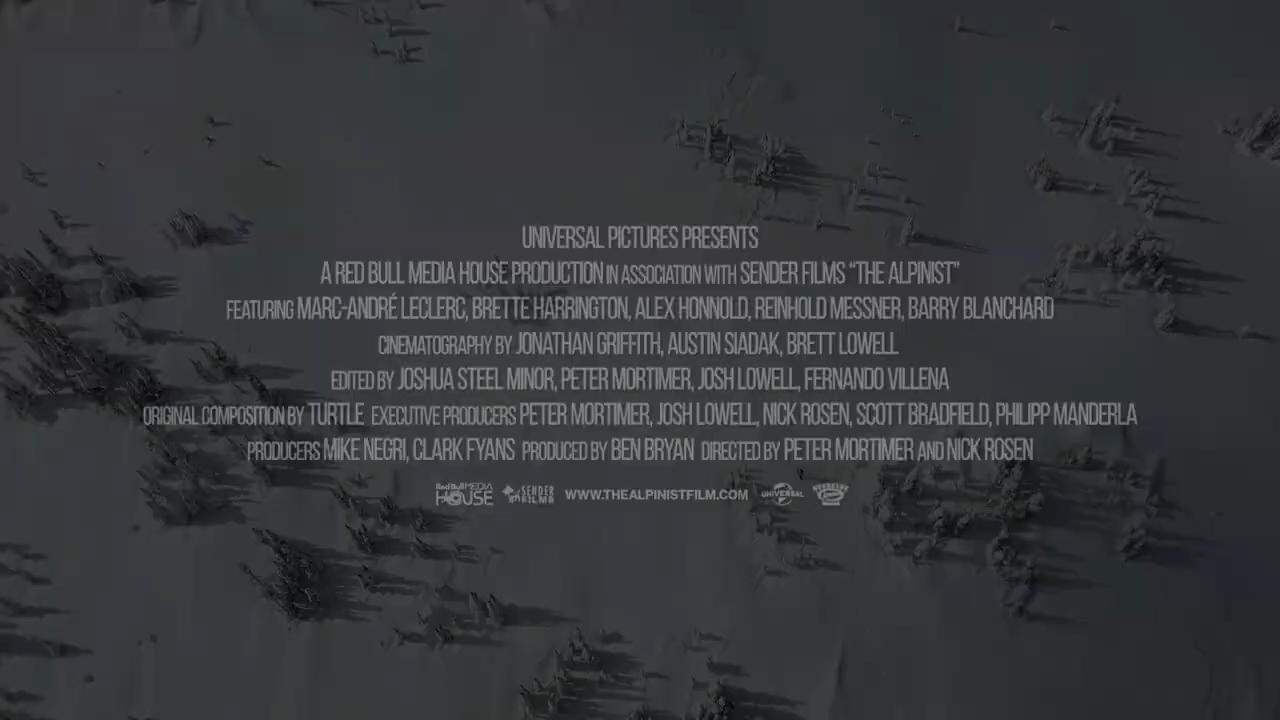 UNIVERSAL PICTURES PRESENTS
A RED BULL MEDIA HOUSE PRODUCTION IN ASSOCIATION WITH SENDER FILMS “THE ALPINIST”
FEATURING MARC-ANDRÉ LECLERC, BRETTE HARRINGTON, ALEX HONNOLD, REINHOLD MESSNER, BARRY BLANCHARD
CINEMATOGRAPHY BY JONATHAN GRIFFITH, AUSTIN SIADAK, BRETT LOWELL
EDITED BY JOSHUA STEEL MINOR, PETER MORTIMER, JOSH LOWELL, FERNANDO VILLENA
ORIGINAL COMPOSITION BY TURTLE EXECUTIVE PRODUCERS PETER MORTIMER, JOSH LOWELL, NICK ROSEN, SCOTT BRADFIELD, PHILIPP MANDERLA
PRODUCERS MIKE NEGRI, CLARK FYANS PRODUCED BY BEN BRYAN DIRECTED BY PETER MORTIMER AND NICK ROSEN
Red Bull MEDIA HOUSE SENDER FILMS WWW.THEALPINISTFILM.COM UNIVERSAL